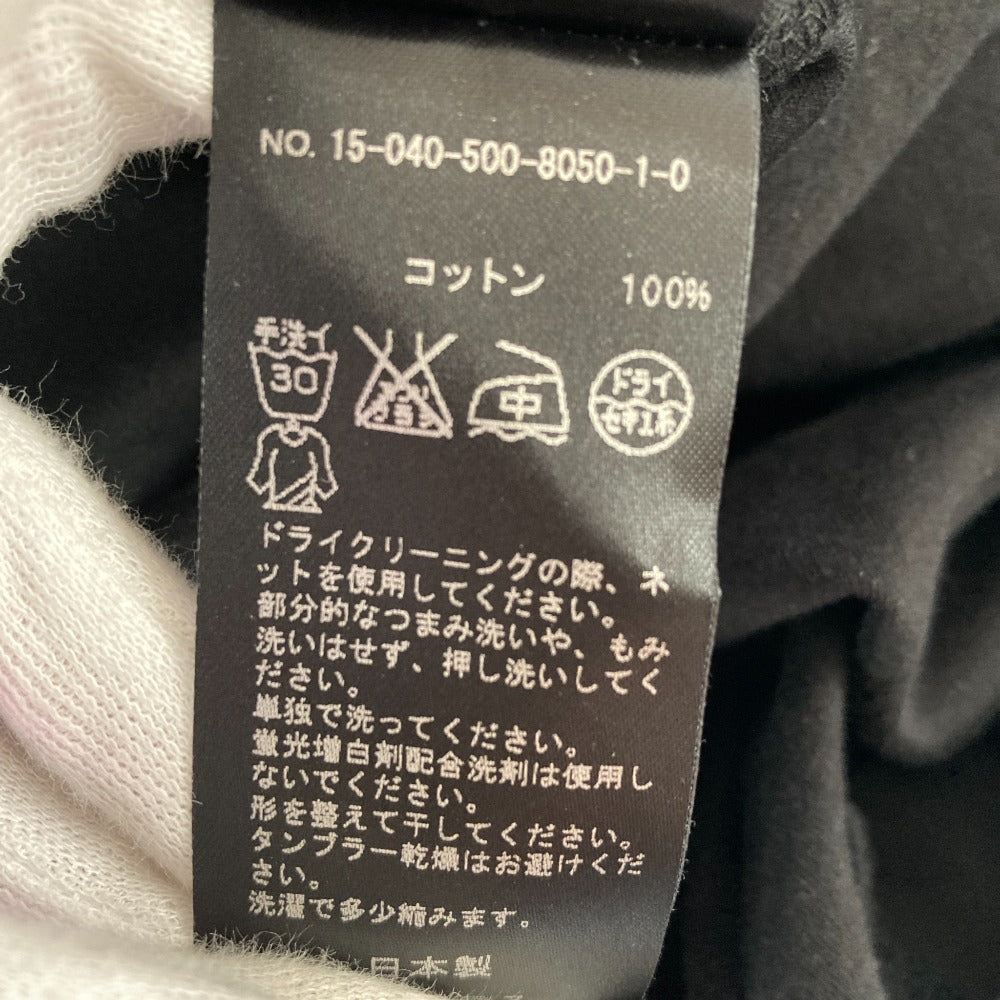 NO. 15-040-500-8050-1-0
コットン 100%
手洗イ
30
エンソ サラシ
中
ドライ
セキユ系
ドライクリーニングの際、ネ
ットを使用してください。
部分的なつまみ洗いや、もみ
洗いはせず、押し洗いしてく
ださい。
単独で洗ってください。
蛍光増白剤配合洗剤は使用し
ないでください。
形を整えて干してください。
タンブラー乾燥はお避けくだ
さい。
洗濯で多少縮みます。
日本製